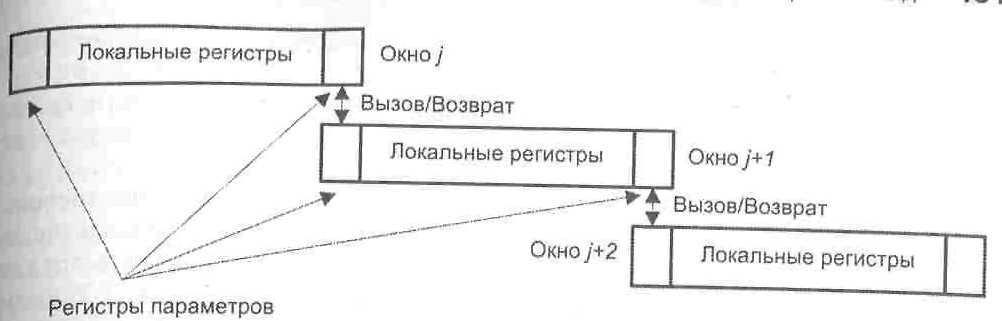 Локальные регистры Окно j
Вызов/Возврат
Локальные регистры Окно j+1
Вызов/Возврат
Окно j+2 Локальные регистры
Регистры параметров